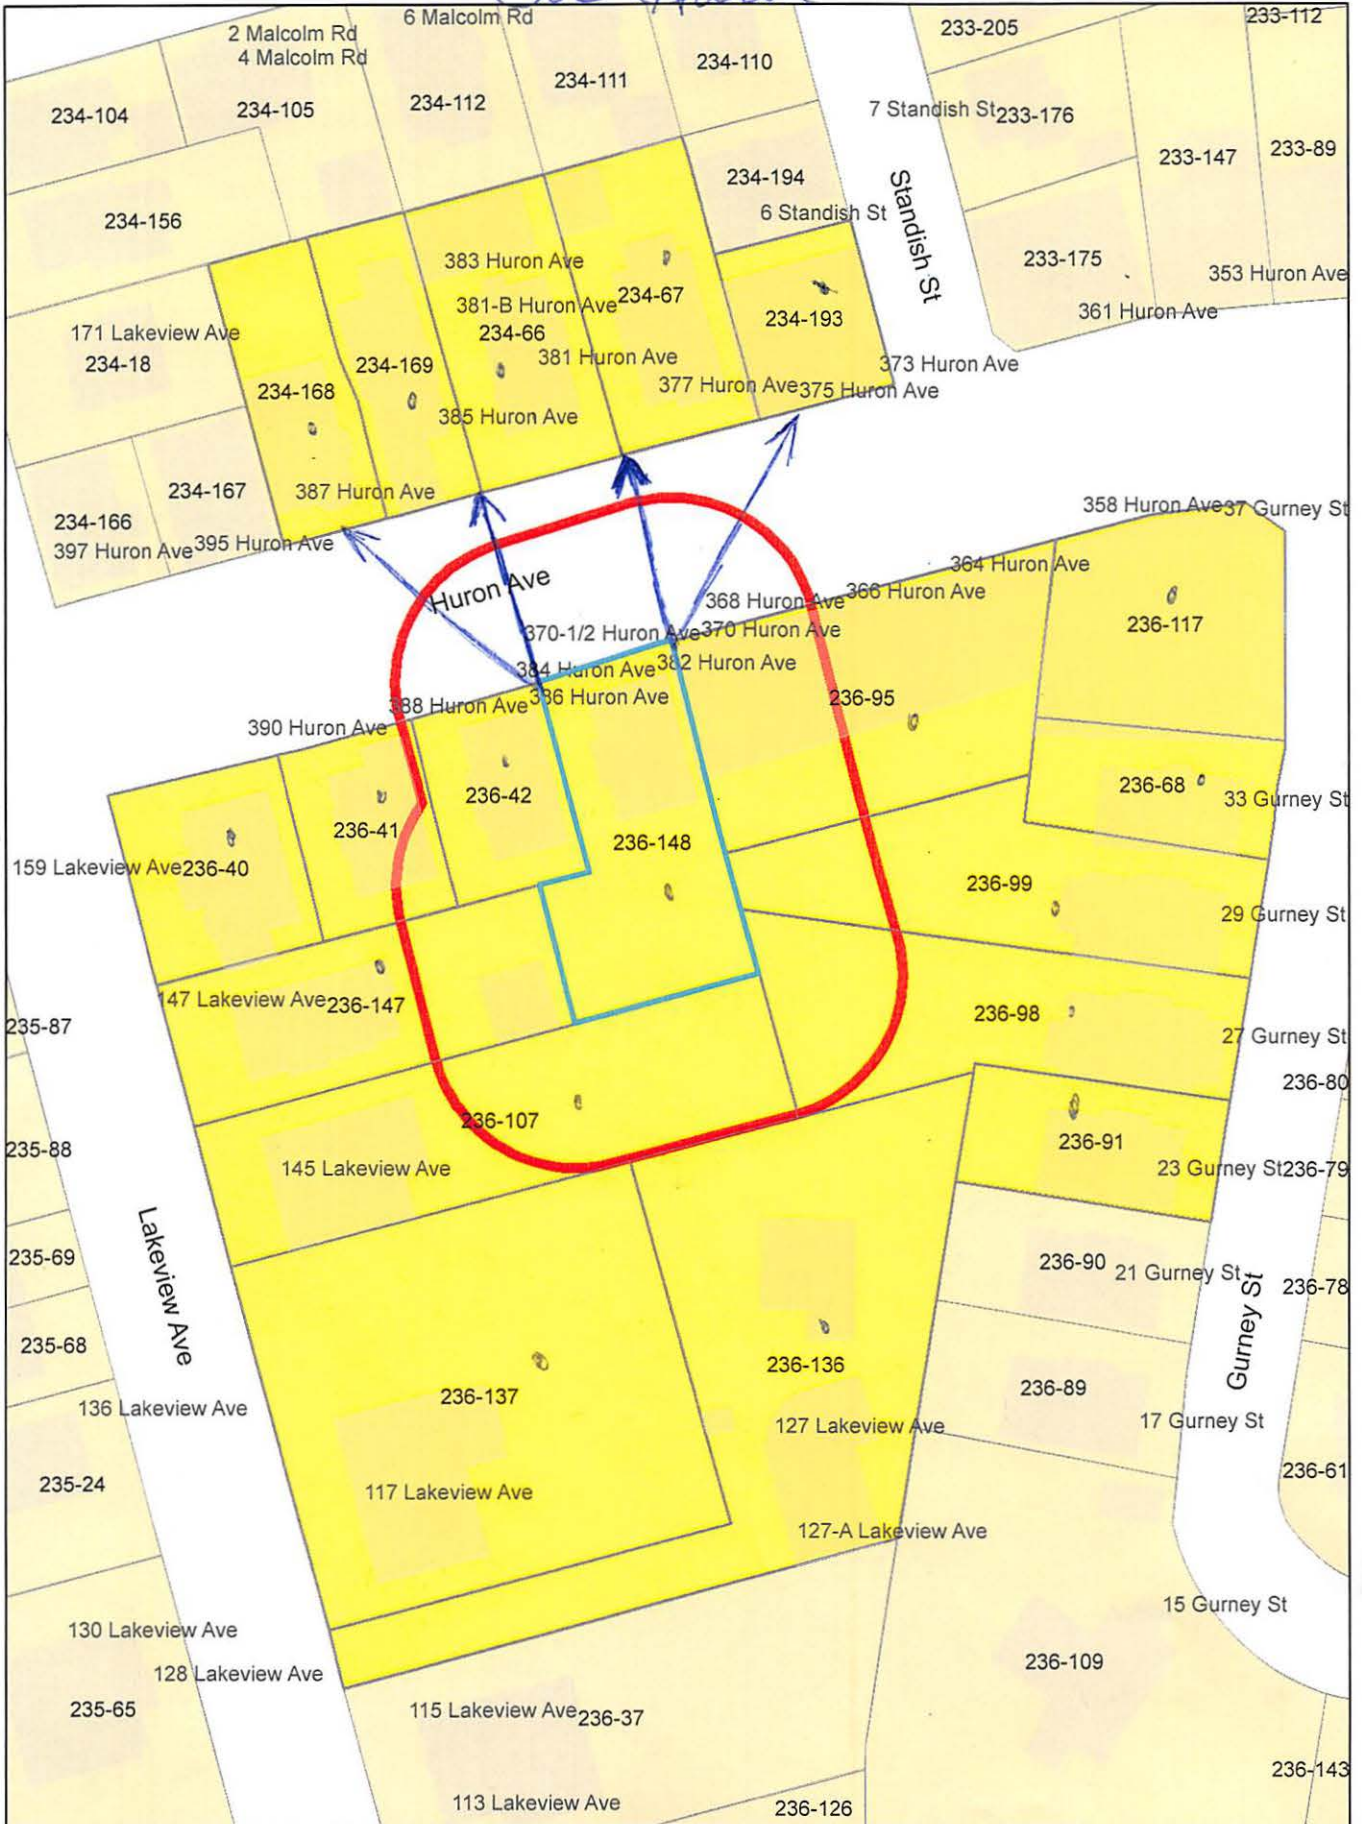 6 Malcolm Rd
2 Malcolm Rd
4 Malcolm Rd
233-205
233-112
234-104
234-105
234-112
234-111
234-110
7 Standish St
233-176
233-147
233-89
234-156
234-194
6 Standish St
Standish St
233-175
353 Huron Ave
361 Huron Ave
383 Huron Ave
381-B Huron Ave
234-67
234-66
234-193
171 Lakeview Ave
234-18
234-169
381 Huron Ave
373 Huron Ave
234-168
377 Huron Ave
375 Huron Ave
385 Huron Ave
234-167
387 Huron Ave
234-166
397 Huron Ave
395 Huron Ave
358 Huron Ave
37 Gurney St
364 Huron Ave
Huron Ave
366 Huron Ave
368 Huron Ave
236-117
370-1/2 Huron Ave
370 Huron Ave
384 Huron Ave
382 Huron Ave
386 Huron Ave
388 Huron Ave
390 Huron Ave
236-95
236-42
236-68
33 Gurney St
236-41
236-148
159 Lakeview Ave
236-40
236-99
29 Gurney St
147 Lakeview Ave
236-147
236-98
235-87
27 Gurney St
236-80
236-107
236-91
235-88
145 Lakeview Ave
23 Gurney St
236-79
Lakeview Ave
235-69
236-90
21 Gurney St
236-78
235-68
Gurney St
236-136
236-137
236-89
136 Lakeview Ave
127 Lakeview Ave
17 Gurney St
235-24
236-61
117 Lakeview Ave
127-A Lakeview Ave
15 Gurney St
130 Lakeview Ave
128 Lakeview Ave
236-109
235-65
115 Lakeview Ave
236-37
236-143
113 Lakeview Ave
236-126